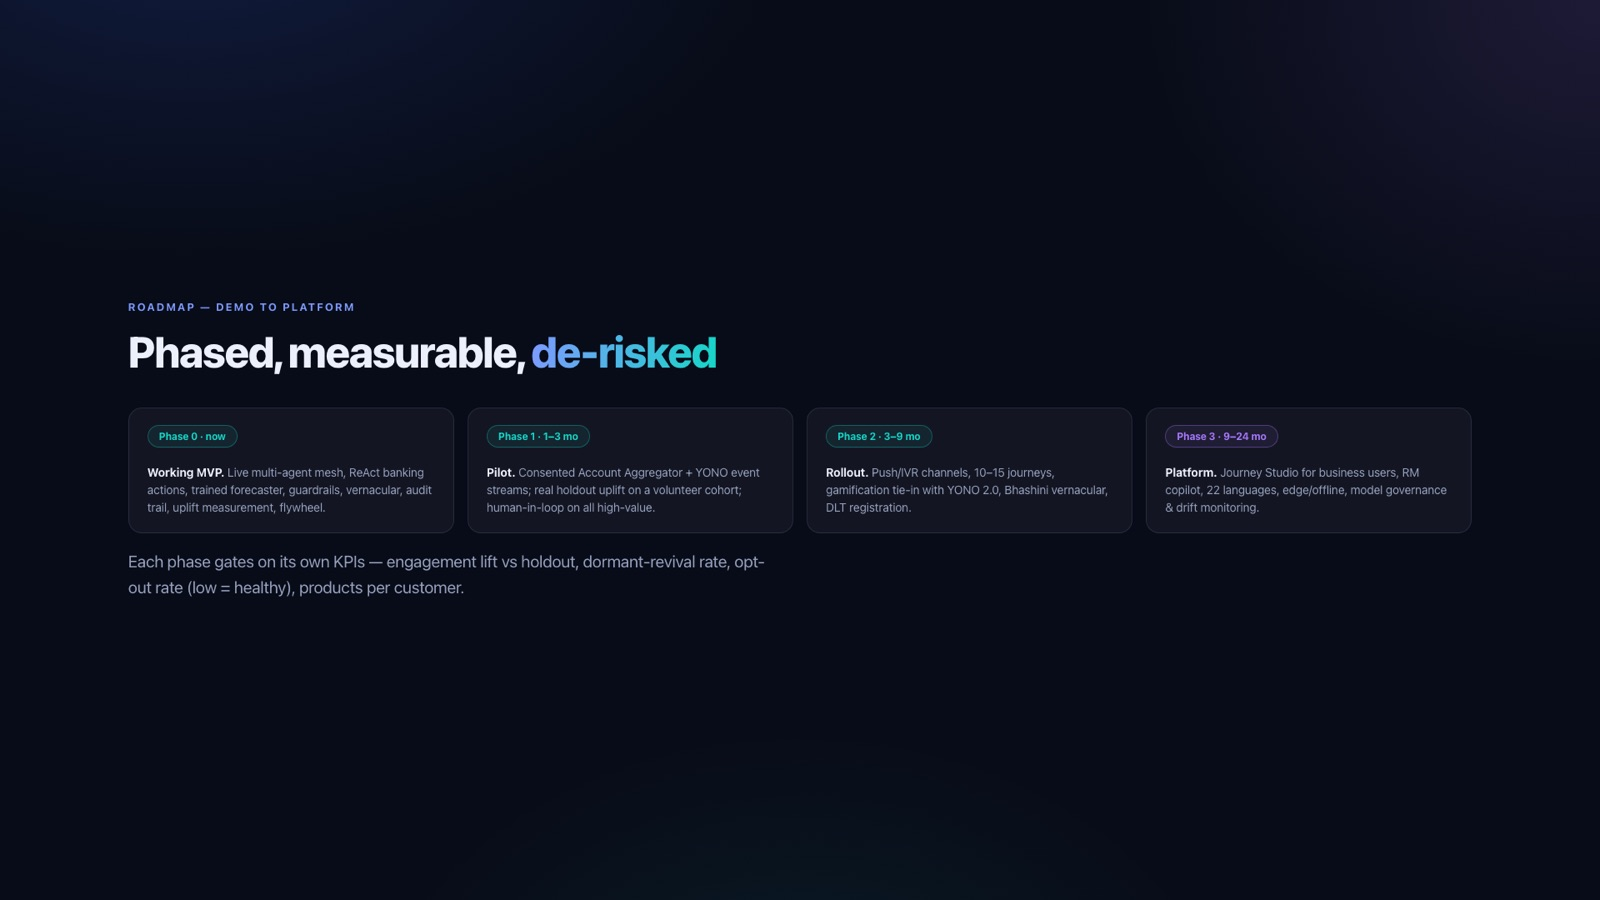 ROADMAP — DEMO TO PLATFORM
Phased, measurable, de-risked
Phase 0 · now
Working MVP. Live multi-agent mesh, ReAct banking
actions, trained forecaster, guardrails, vernacular, audit
trail, uplift measurement, flywheel.
Phase 1 · 1–3 mo
Pilot. Consented Account Aggregator + YONO event
streams; real holdout uplift on a volunteer cohort;
human-in-loop on all high-value.
Phase 2 · 3–9 mo
Rollout. Push/IVR channels, 10–15 journeys,
gamification tie-in with YONO 2.0, Bhashini vernacular,
DLT registration.
Phase 3 · 9–24 mo
Platform. Journey Studio for business users, RM
copilot, 22 languages, edge/offline, model governance
& drift monitoring.
Each phase gates on its own KPIs — engagement lift vs holdout, dormant-revival rate, opt-
out rate (low = healthy), products per customer.